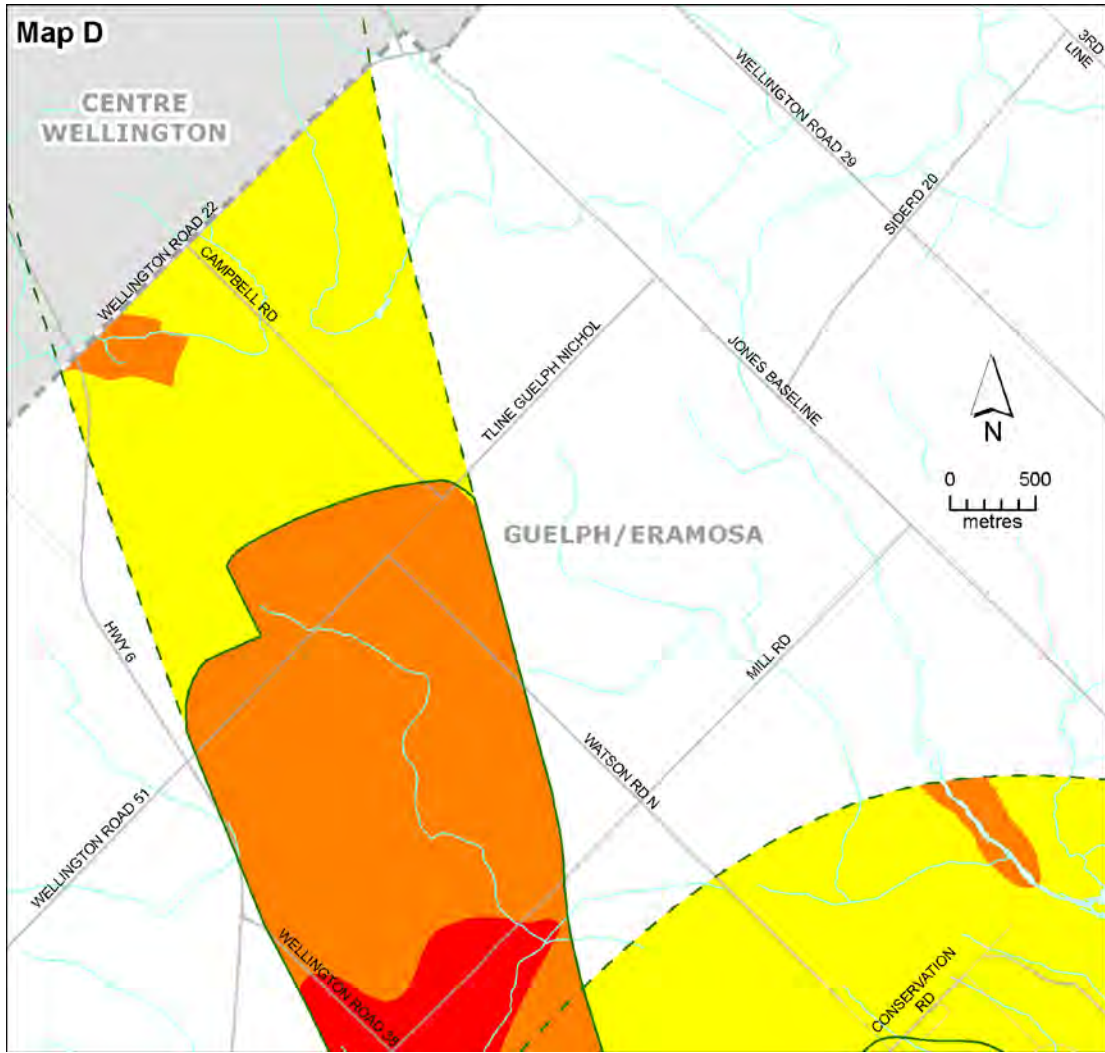 Map D
3RD
LINE
CENTRE
WELLINGTON
WELLINGTON ROAD 29
SIDERD 20
WELLINGTON ROAD 22
CAMPBELL RD
TLINE GUELPH NICHOL
JONES BASELINE
N
0 500
metres
GUELPH/ERAMOSA
HWY 6
MILL RD
WATSON RD N
WELLINGTON ROAD 51
WELLINGTON ROAD 38
CONSERVATION
RD